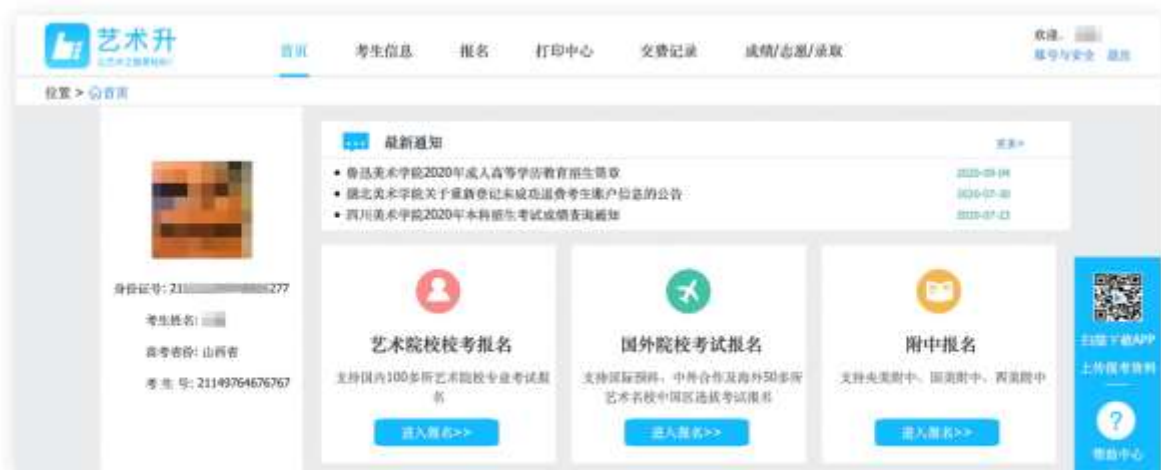 艺术升
首页 考生信息 报名 打印中心 交费记录 成绩/志愿/录取
欢迎,
账号与安全 退出
位置 > 首页
最新通知
更多>
鲁迅美术学院2020年成人高等学历教育招生简章 2020-09-04
湖北美术学院关于重新登记未成功退费考生账户信息的公告 2020-07-30
四川美术学院2020年本科招生考试成绩查询通知 2020-07-23
身份证号: 21 277
考生姓名:
高考省份: 山西省
考 生 号: 21149764676767
艺术院校校考报名
支持国内100多所艺术院校专业考试报
名
进入报名>>
国外院校考试报名
支持国际预科、中外合作及海外50多所
艺术名校中国区选拔考试报名
进入报名>>
附中报名
支持央美附中、国美附中、西美附中
进入报名>>
扫描下载APP
上传报考资料
?
帮助中心